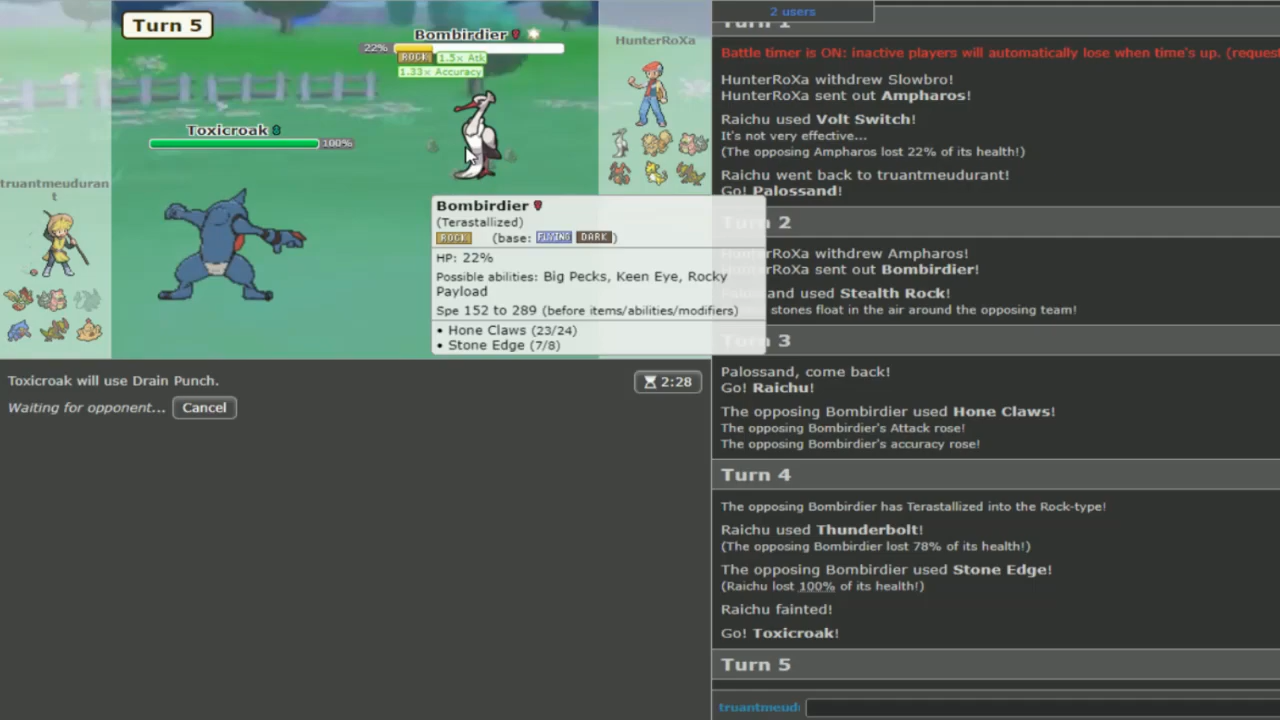 Turn 5
Bombirdier
22%
ROCK 1.5× Atk
1.33× Accuracy
Toxicroak
100%
truantmeuduran
t
HunterRoXa
Bombirdier
(Terastallized)
ROCK (base: FLYING DARK )
HP: 22%
Possible abilities: Big Pecks, Keen Eye, Rocky
Payload
Spe 152 to 289 (before items/abilities/modifiers)
• Hone Claws (23/24)
• Stone Edge (7/8)
Toxicroak will use Drain Punch.
2:28
Waiting for opponent... Cancel
2 users
Turn 1
Battle timer is ON: inactive players will automatically lose when time's up. (reques
HunterRoXa withdrew Slowbro!
HunterRoXa sent out Ampharos!
Raichu used Volt Switch!
It's not very effective...
(The opposing Ampharos lost 22% of its health!)
Raichu went back to truantmeudurant!
Go! Palossand!
Turn 2
HunterRoXa withdrew Ampharos!
HunterRoXa sent out Bombirdier!
Palossand used Stealth Rock!
stones float in the air around the opposing team!
Turn 3
Palossand, come back!
Go! Raichu!
The opposing Bombirdier used Hone Claws!
The opposing Bombirdier's Attack rose!
The opposing Bombirdier's accuracy rose!
Turn 4
The opposing Bombirdier has Terastallized into the Rock-type!
Raichu used Thunderbolt!
(The opposing Bombirdier lost 78% of its health!)
The opposing Bombirdier used Stone Edge!
(Raichu lost 100% of its health!)
Raichu fainted!
Go! Toxicroak!
Turn 5
truantmeud